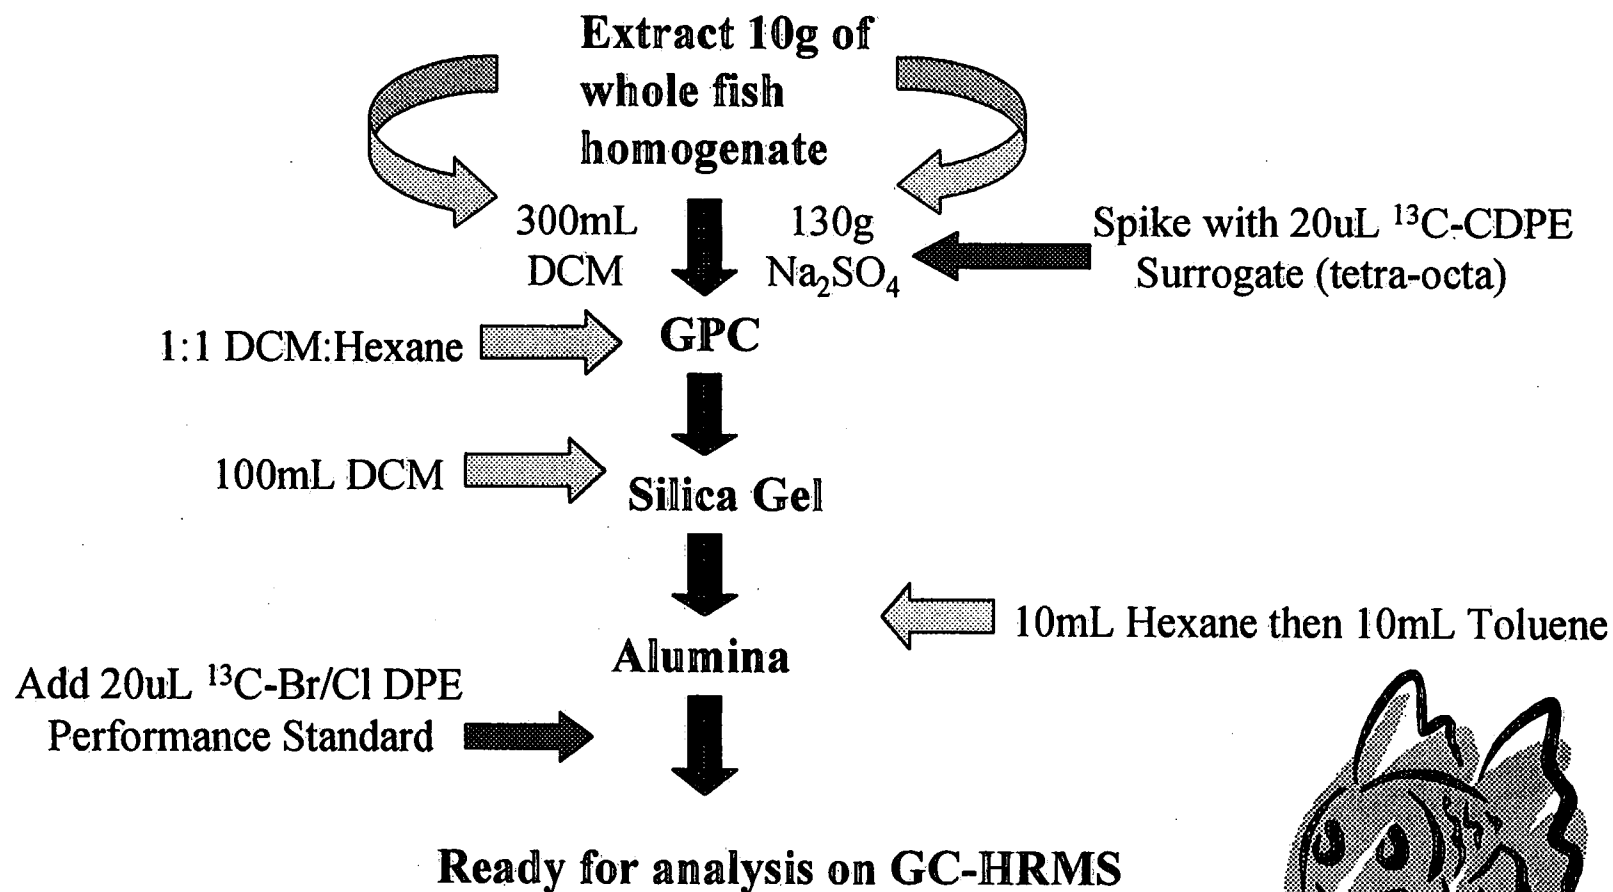 Extract 10g of
whole fish
homogenate
300mL
DCM
130g
Na₂SO₄
Spike with 20uL ¹³C-CDPE
Surrogate (tetra-octa)
1:1 DCM:Hexane
GPC
100mL DCM
Silica Gel
10mL Hexane then 10mL Toluene
Alumina
Add 20uL ¹³C-Br/Cl DPE
Performance Standard
Ready for analysis on GC-HRMS